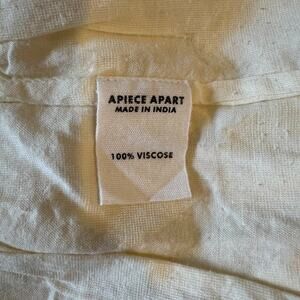 APIECE APART
MADE IN INDIA
100% VISCOSE